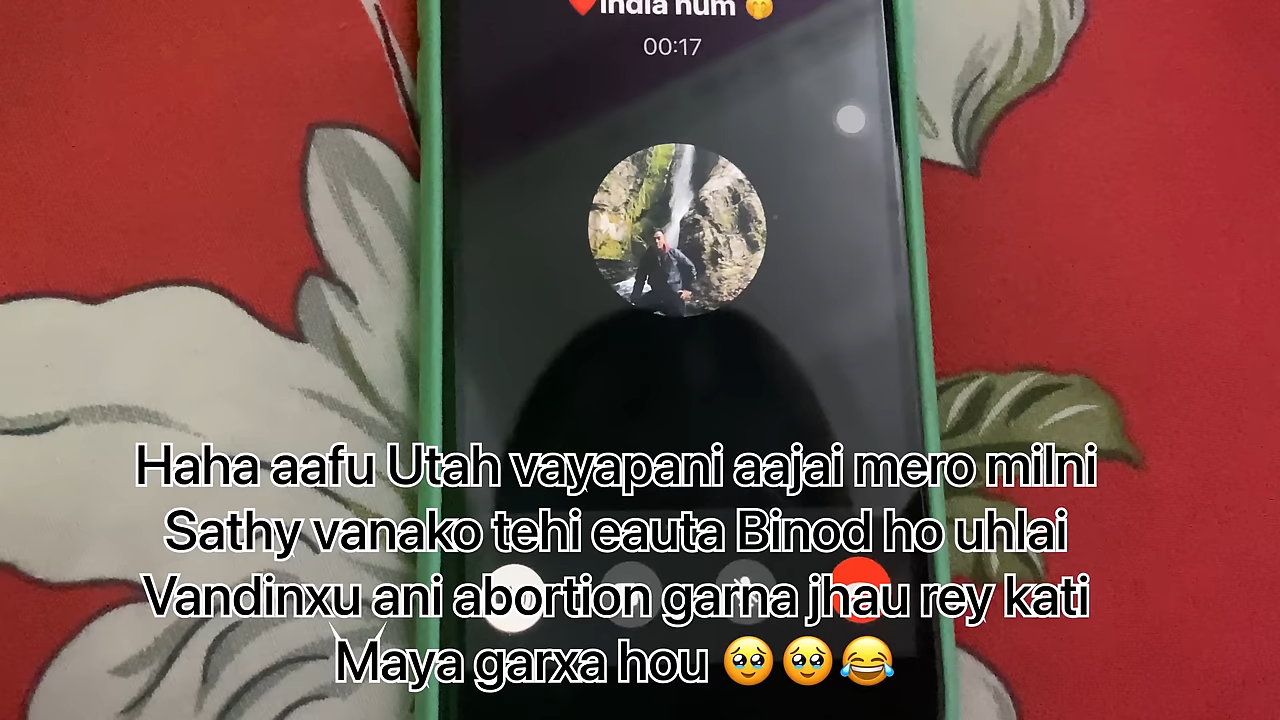 ❤️India num 🤭
00:17
Haha aafu Utah vayapani aajai mero milni
Sathy vanako tehi eauta Binod ho uhlai
Vandinxu ani abortion garna jhau rey kati
Maya garxa hou 🥹🥹😂